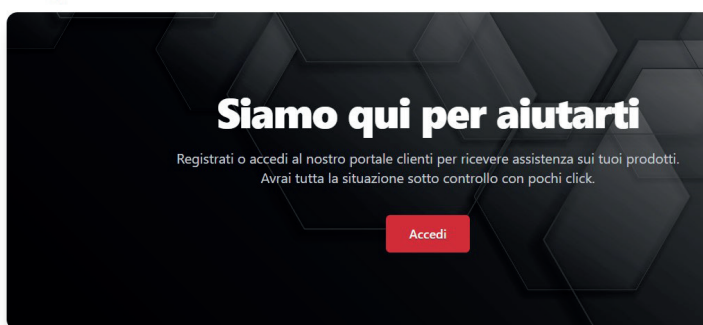 Siamo qui per aiutarti
Registrati o accedi al nostro portale clienti per ricevere assistenza sui tuoi prodotti.
Avrai tutta la situazione sotto controllo con pochi click.
Accedi